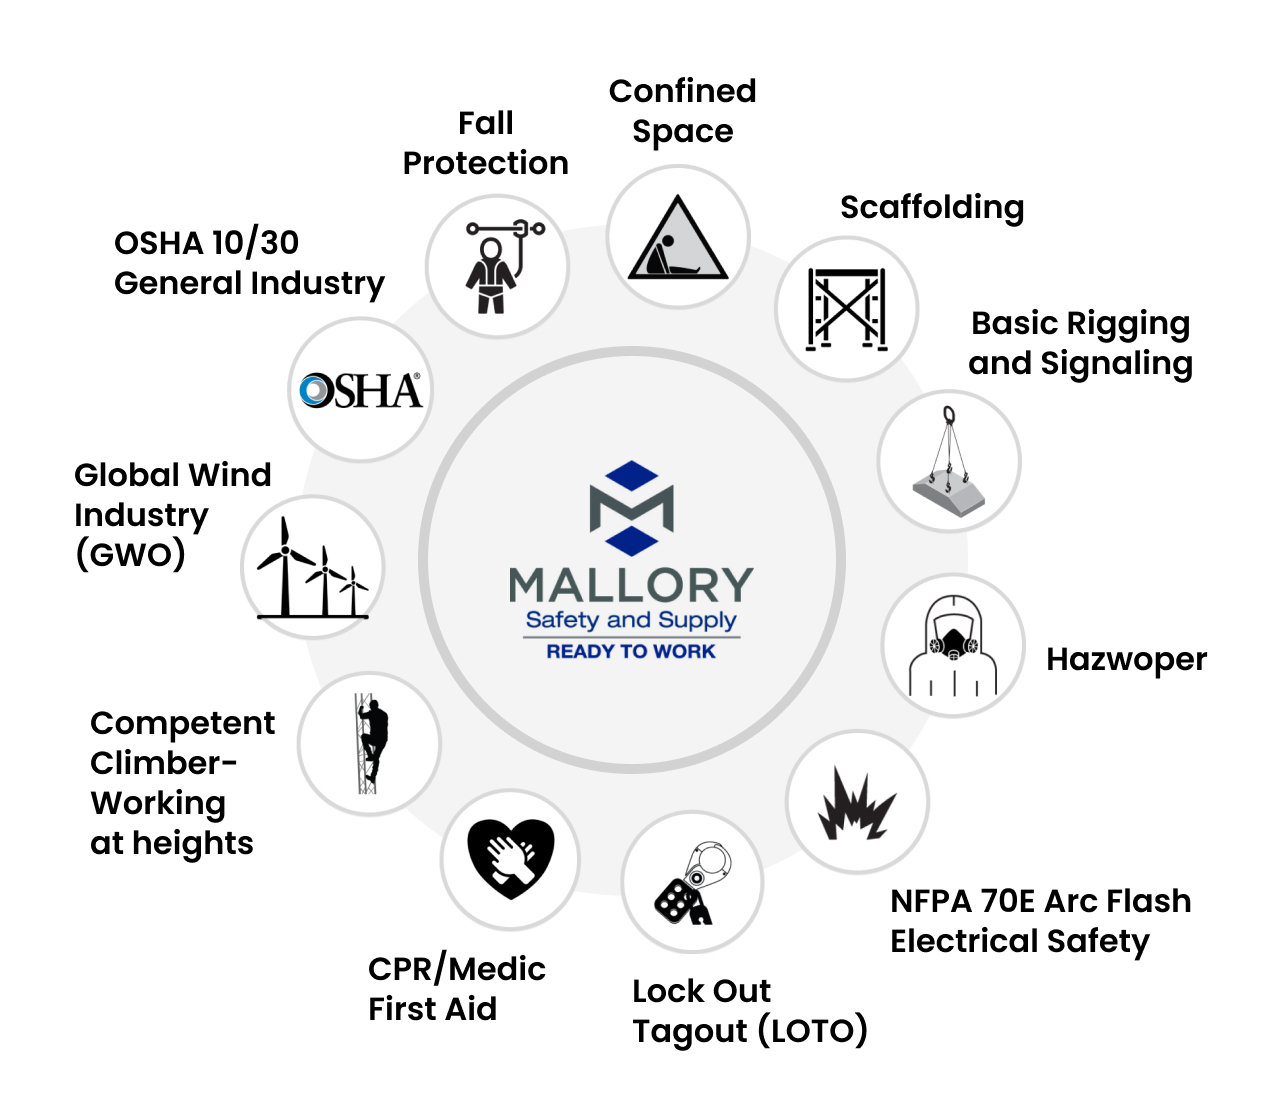 Confined
Space
Fall
Protection
Scaffolding
OSHA 10/30
General Industry
Basic Rigging
and Signaling
OSHA®
Global Wind
Industry
(GWO)
MALLORY
Safety and Supply
READY TO WORK
Hazwoper
Competent
Climber-
Working
at heights
NFPA 70E Arc Flash
Electrical Safety
CPR/Medic
First Aid
Lock Out
Tagout (LOTO)